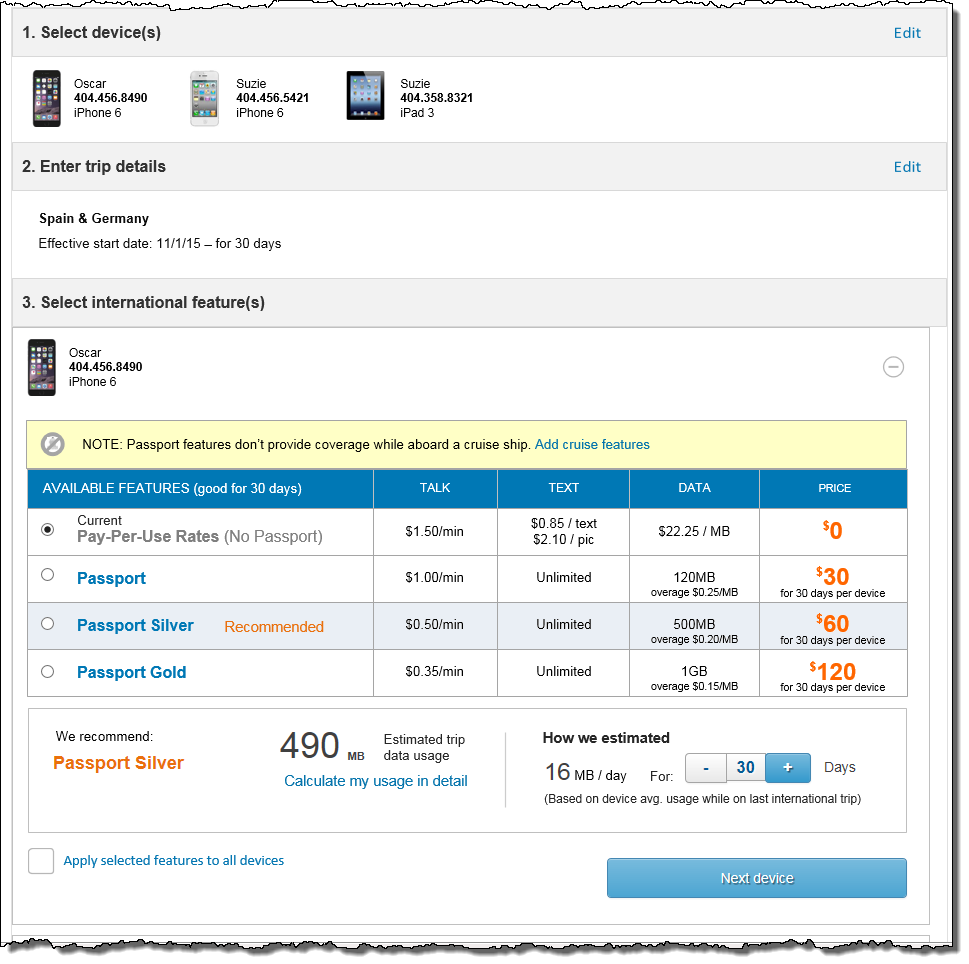 1. Select device(s)
Edit
Oscar
404.456.8490
iPhone 6
Suzie
404.456.5421
iPhone 6
Suzie
404.358.8321
iPad 3
2. Enter trip details
Edit
Spain & Germany
Effective start date: 11/1/15 – for 30 days
3. Select international feature(s)
Oscar
404.456.8490
iPhone 6
NOTE: Passport features don't provide coverage while aboard a cruise ship. Add cruise features
AVAILABLE FEATURES (good for 30 days) TALK TEXT DATA PRICE
Current
Pay-Per-Use Rates (No Passport)
$1.50/min
$0.85 / text
$2.10 / pic
$22.25 / MB
$0
Passport
$1.00/min
Unlimited
120MB
overage $0.25/MB
$30
for 30 days per device
Passport Silver Recommended
$0.50/min
Unlimited
500MB
overage $0.20/MB
$60
for 30 days per device
Passport Gold
$0.35/min
Unlimited
1GB
overage $0.15/MB
$120
for 30 days per device
We recommend:
Passport Silver
490 MB
Estimated trip
data usage
Calculate my usage in detail
How we estimated
16 MB / day For: - 30 + Days
(Based on device avg. usage while on last international trip)
Apply selected features to all devices
Next device